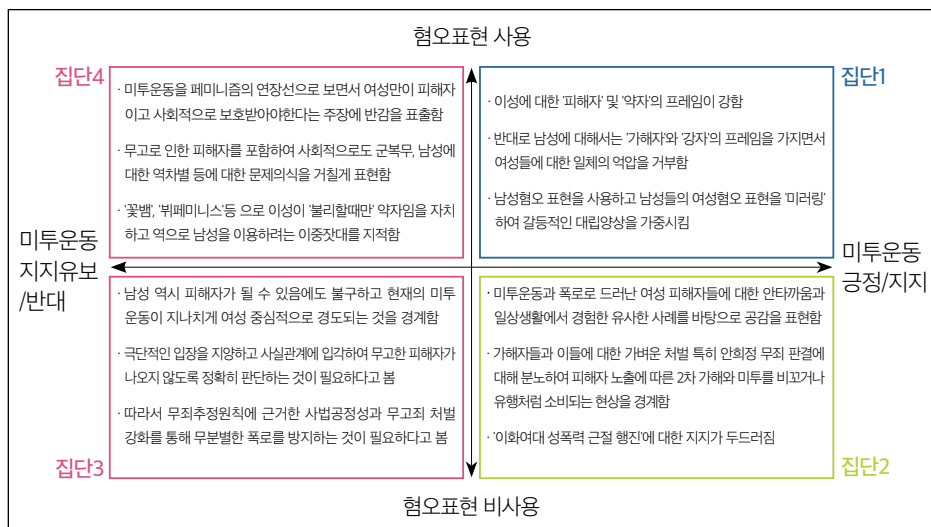 혐오표현 사용
집단4
· 미투운동을 페미니즘의 연장선으로 보면서 여성만이 피해자
이고 사회적으로 보호받아야한다는 주장에 반감을 표출함
· 무고로 인한 피해자를 포함하여 사회적으로도 군복무, 남성에
대한 역차별 등에 대한 문제의식을 거칠게 표현함
· '꽃뱀', '뷔페미니스'등 으로 이성이 '불리할때만' 약자임을 자치
하고 역으로 남성을 이용하려는 이중잣대를 지적함
집단1
· 이성에 대한 '피해자' 및 '약자'의 프레임이 강함
· 반대로 남성에 대해서는 '가해자'와 '강자'의 프레임을 가지면서
여성들에 대한 일체의 억압을 거부함
· 남성혐오 표현을 사용하고 남성들의 여성혐오 표현을 '미러링'
하여 갈등적인 대립양상을 가중시킴
미투운동
지지유보
/반대
미투운동
긍정/지지
· 남성 역시 피해자가 될 수 있음에도 불구하고 현재의 미투
운동이 지나치게 여성 중심적으로 경도되는 것을 경계함
· 극단적인 입장을 지양하고 사실관계에 입각하여 무고한 피해자가
나오지 않도록 정확히 판단하는 것이 필요하다고 봄
· 따라서 무죄추정원칙에 근거한 사법공정성과 무고죄 처벌
강화를 통해 무분별한 폭로를 방지하는 것이 필요하다고 봄
집단3
· 미투운동과 폭로로 드러난 여성 피해자들에 대한 안타까움과
일상생활에서 경험한 유사한 사례를 바탕으로 공감을 표현함
· 가해자들과 이들에 대한 가벼운 처벌 특히 안희정 무죄 판결에
대해 분노하여 피해자 노출에 따른 2차 가해와 미투를 비꼬거나
유행처럼 소비되는 현상을 경계함
· '이화여대 성폭력 근절 행진'에 대한 지지가 두드러짐
집단2
혐오표현 비사용